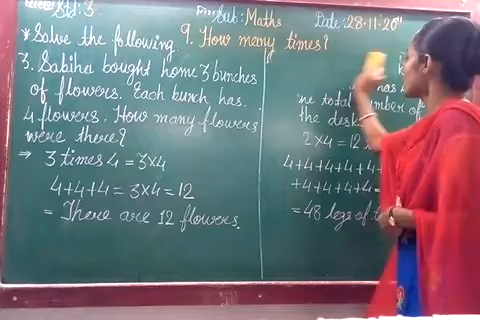 Std: 3
Sub: Maths
Date: 28-11-20
* Solve the following.
9. How many times?
3. Sabiha bought home 3 bunches
of flowers. Each bunch has
4 flowers. How many flowers
were there?
⇒ 3 times 4 = 3×4
4+4+4 = 3×4 = 12
= There are 12 flowers.
total number of
the desk
2×4 = 12 ×
4+4+4+4+4+
+4+4+4+4=
= 48 legs of